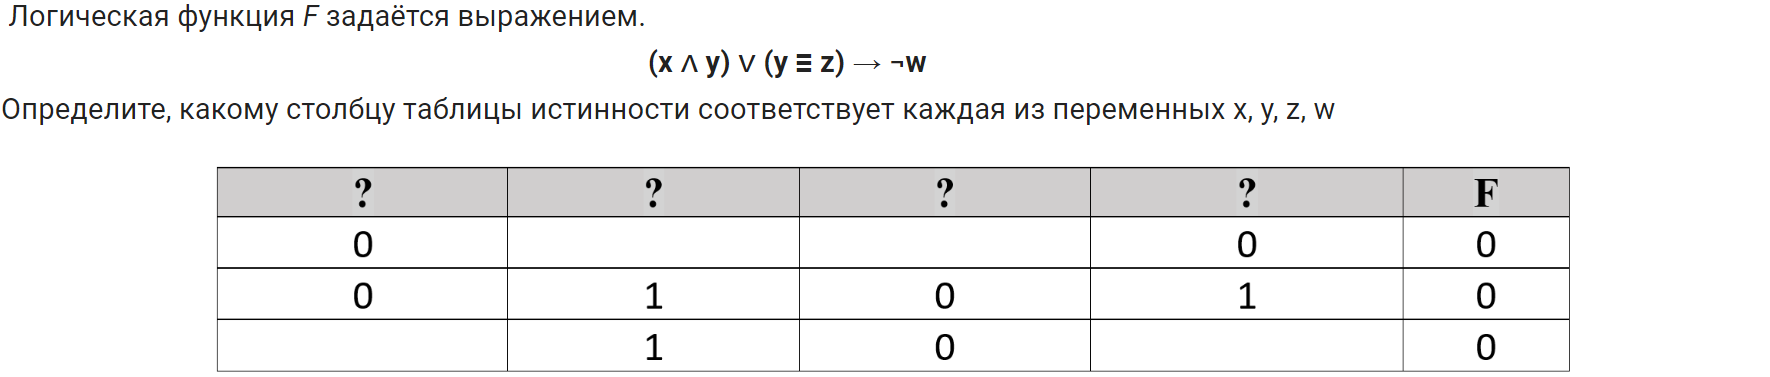 Логическая функция F задаётся выражением.
(x ∧ y) ∨ (y ≡ z) → ¬w
Определите, какому столбцу таблицы истинности соответствует каждая из переменных x, y, z, w
? ? ? ? F
0 0 0
0 1 0 1 0
1 0 0